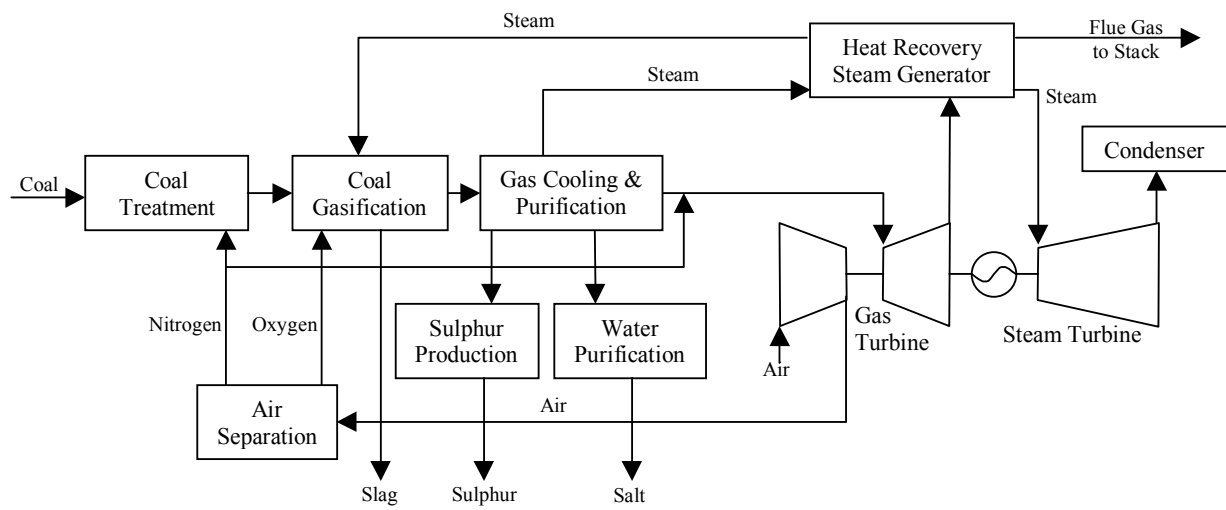 Steam
Heat Recovery
Steam Generator
Flue Gas
to Stack
Steam
Steam
Condenser
Coal
Coal
Treatment
Coal
Gasification
Gas Cooling &
Purification
Nitrogen
Oxygen
Sulphur
Production
Water
Purification
Gas
Turbine
Steam Turbine
Air
Air
Separation
Air
Slag
Sulphur
Salt